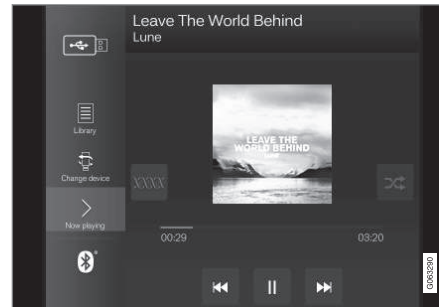 Leave The World Behind
Lune
Library
Change device
Now playing
LEAVE THE
WORLD BEHIND
LUNE
XXXX
00:29
03:20
G063290